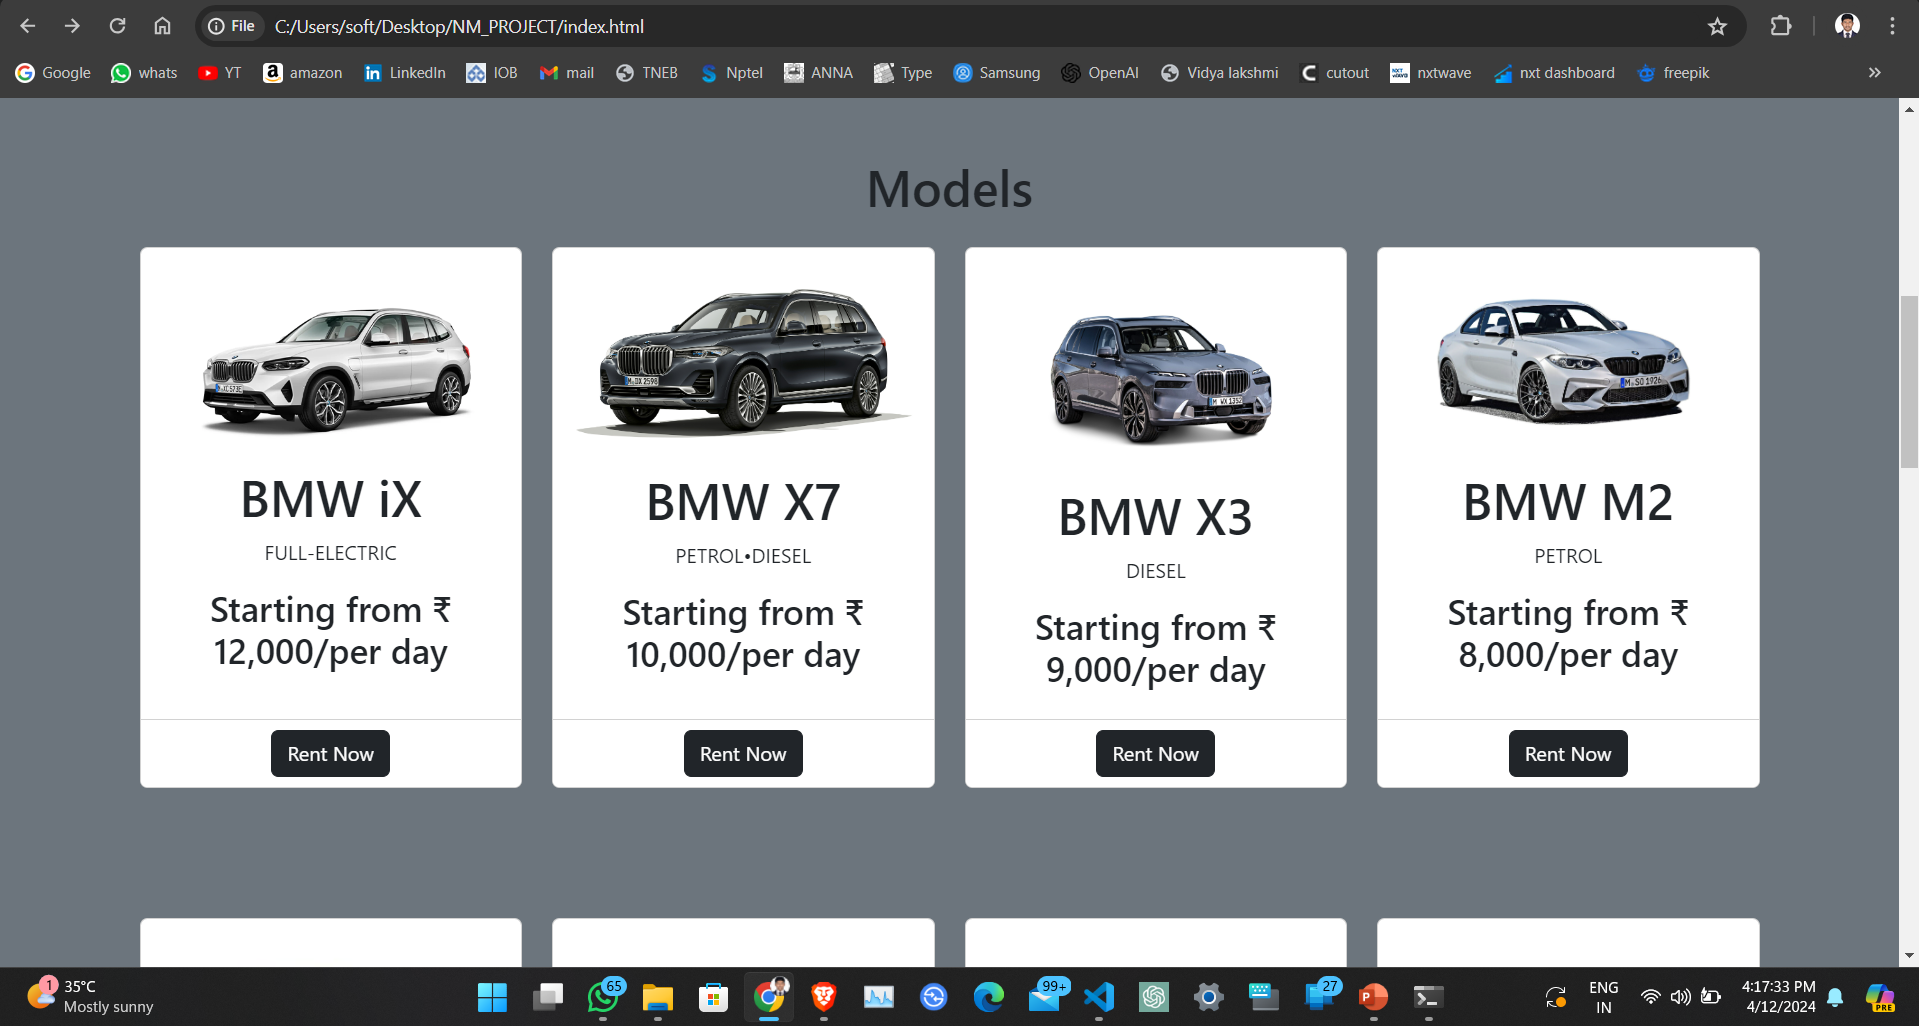 File C:/Users/soft/Desktop/NM_PROJECT/index.html
Google whats YT amazon LinkedIn IOB mail TNEB Nptel ANNA Type Samsung OpenAI Vidya lakshmi cutout nxtwave nxt dashboard freepik
Models
BMW iX
FULL-ELECTRIC
Starting from ₹
12,000/per day
Rent Now
BMW X7
PETROL•DIESEL
Starting from ₹
10,000/per day
Rent Now
BMW X3
DIESEL
Starting from ₹
9,000/per day
Rent Now
BMW M2
PETROL
Starting from ₹
8,000/per day
Rent Now
1 35°C
Mostly sunny
65
99+
27
ENG
IN
4:17:33 PM
4/12/2024
PRE